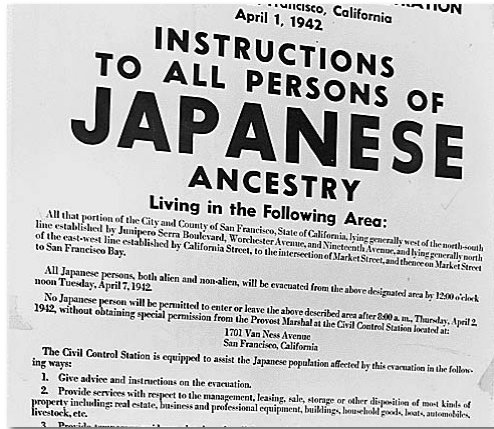 Francisco, California
April 1, 1942
INSTRUCTIONS
TO ALL PERSONS OF
JAPANESE
ANCESTRY
Living in the Following Area:
All that portion of the City and County of San Francisco, State of California, lying generally west of the north-south
line established by Junipero Serra Boulevard, Worchester Avenue, and Nineteenth Avenue, and lying generally north
of the east-west line established by California Street, to the intersection of Market Street, and thence on Market Street
to San Francisco Bay.
All Japanese persons, both alien and non-alien, will be evacuated from the above designated area by 12:00 o'clock
noon Tuesday, April 7, 1942.
No Japanese person will be permitted to enter or leave the above described area after 8:00 a. m., Thursday, April 2,
1942, without obtaining special permission from the Provost Marshal at the Civil Control Station located at:
1701 Van Ness Avenue
San Francisco, California
The Civil Control Station is equipped to assist the Japanese population affected by this evacuation in the follow-
ing ways:
1. Give advice and instructions on the evacuation.
2. Provide services with respect to the management, leasing, sale, storage or other disposition of most kinds of
property including: real estate, business and professional equipment, buildings, household goods, boats, automobiles,
livestock, etc.
3. Provide